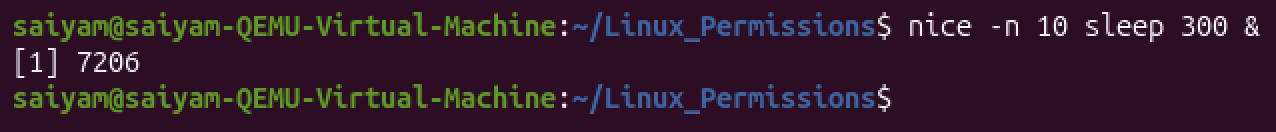 saiyam@saiyam-QEMU-Virtual-Machine:~/Linux_Permissions$ nice -n 10 sleep 300 &
[1] 7206
saiyam@saiyam-QEMU-Virtual-Machine:~/Linux_Permissions$